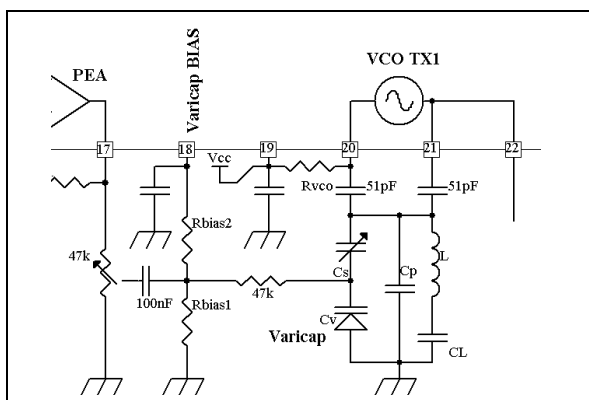 VCO TX1
PEA
Varicap BIAS
17
18
19
20
21
22
Vcc
Rvco
51pF
51pF
Rbias2
47k
Cs
Cp
L
100nF
Rbias1
47k
Cv
Varicap
CL